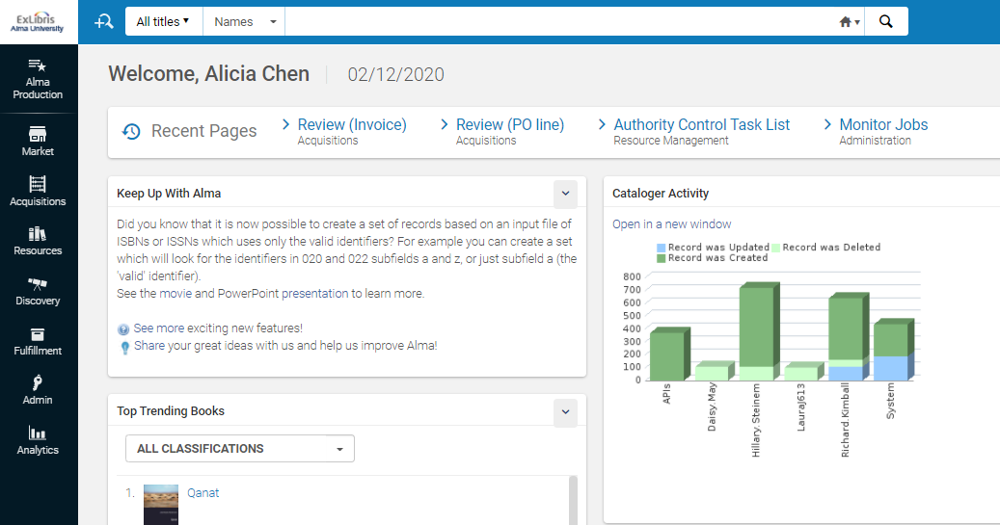 ExLibris
Alma University
All titles
Names
Alma
Production
Market
Acquisitions
Resources
Discovery
Fulfillment
Admin
Analytics
Welcome, Alicia Chen
02/12/2020
Recent Pages
Review (Invoice)
Acquisitions
Review (PO line)
Acquisitions
Authority Control Task List
Resource Management
Monitor Jobs
Administration
Keep Up With Alma
Did you know that it is now possible to create a set of records based on an input file of
ISBNs or ISSNs which uses only the valid identifiers? For example you can create a set
which will look for the identifiers in 020 and 022 subfields a and z, or just subfield a (the
'valid' identifier).
See the movie and PowerPoint presentation to learn more.
See more exciting new features!
Share your great ideas with us and help us improve Alma!
Top Trending Books
ALL CLASSIFICATIONS
1.
Qanat
Cataloger Activity
Open in a new window
Record was Updated
Record was Deleted
Record was Created
800
700
600
500
400
300
200
100
0
APIs
Daisy.May
Hillary.Steinem
LauraJ613
Richard.Kimball
System